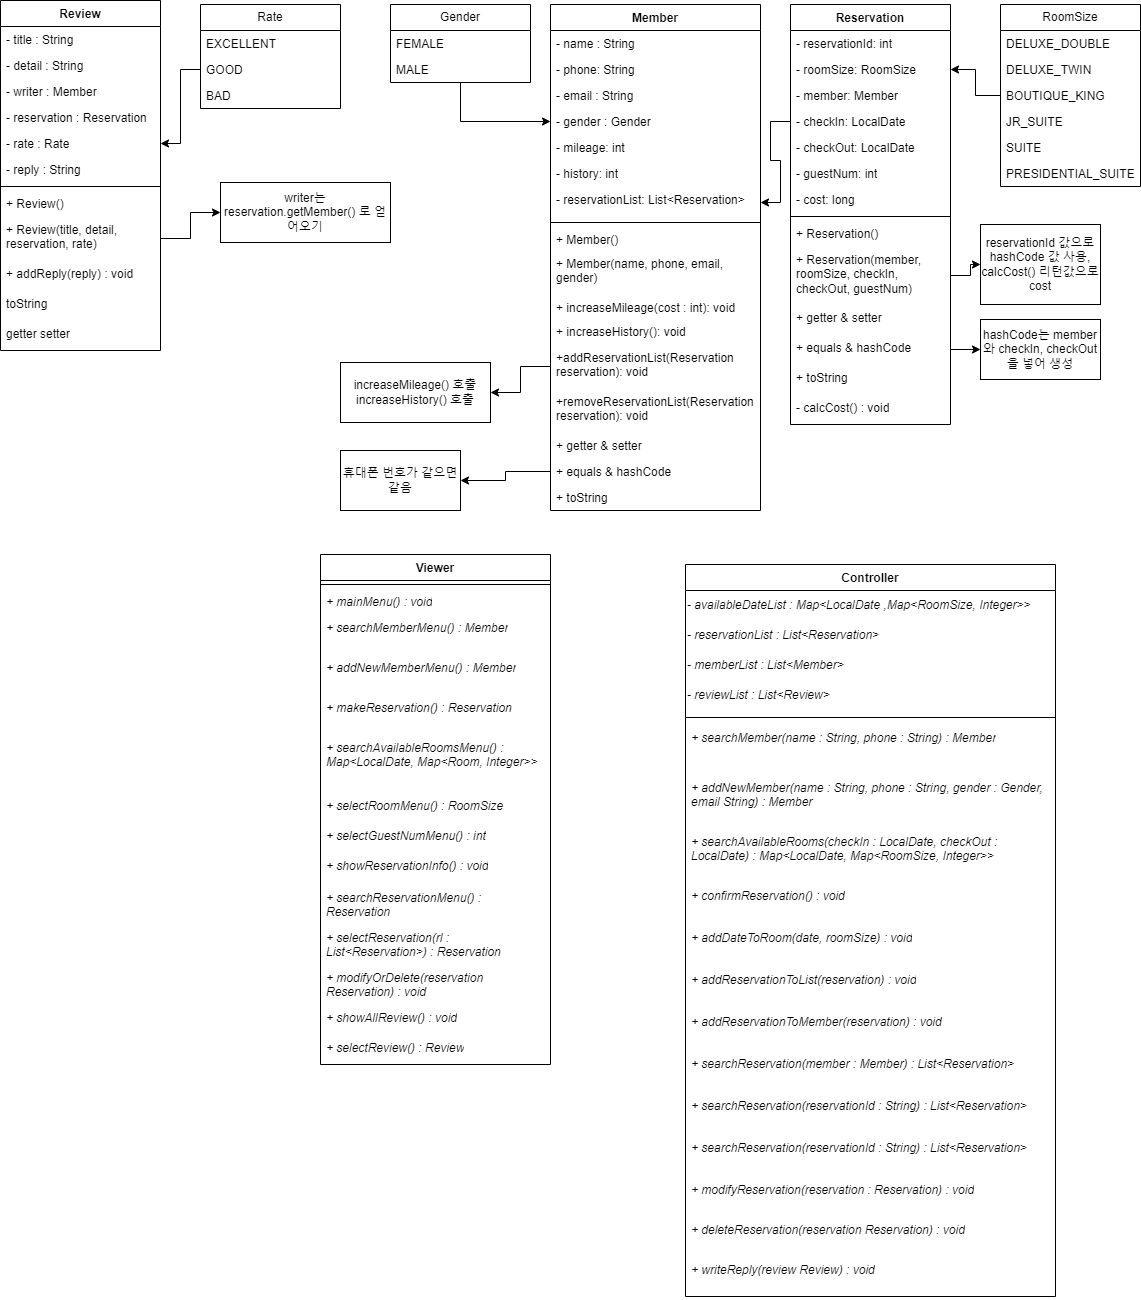 Review
- title : String
- detail : String
- writer : Member
- reservation : Reservation
- rate : Rate
- reply : String
+ Review()
+ Review(title, detail,
reservation, rate)
+ addReply(reply) : void
toString
getter setter
Rate
EXCELLENT
GOOD
BAD
writer는
reservation.getMember() 로 얻
어오기
Gender
FEMALE
MALE
Member
- name : String
- phone: String
- email : String
- gender : Gender
- mileage: int
- history: int
- reservationList: List<Reservation>
+ Member()
+ Member(name, phone, email,
gender)
+ increaseMileage(cost : int): void
+ increaseHistory(): void
+addReservationList(Reservation
reservation): void
+removeReservationList(Reservation
reservation): void
+ getter & setter
+ equals & hashCode
+ toString
increaseMileage() 호출
increaseHistory() 호출
휴대폰 번호가 같으면
같음
Reservation
- reservationId: int
- roomSize: RoomSize
- member: Member
- checkIn: LocalDate
- checkOut: LocalDate
- guestNum: int
- cost: long
+ Reservation()
+ Reservation(member,
roomSize, checkIn,
checkOut, guestNum)
+ getter & setter
+ equals & hashCode
+ toString
- calcCost() : void
RoomSize
DELUXE_DOUBLE
DELUXE_TWIN
BOUTIQUE_KING
JR_SUITE
SUITE
PRESIDENTIAL_SUITE
reservationId 값으로
hashCode 값 사용,
calcCost() 리턴값으로
cost
hashCode는 member
와 checkIn, checkOut
을 넣어 생성
Viewer
+ mainMenu() : void
+ searchMemberMenu() : Member
+ addNewMemberMenu() : Member
+ makeReservation() : Reservation
+ searchAvailableRoomsMenu() :
Map<LocalDate, Map<Room, Integer>>
+ selectRoomMenu() : RoomSize
+ selectGuestNumMenu() : int
+ showReservationInfo() : void
+ searchReservationMenu() :
Reservation
+ selectReservation(rl :
List<Reservation>) : Reservation
+ modifyOrDelete(reservation
Reservation) : void
+ showAllReview() : void
+ selectReview() : Review
Controller
- availableDateList : Map<LocalDate ,Map<RoomSize, Integer>>
- reservationList : List<Reservation>
- memberList : List<Member>
- reviewList : List<Review>
+ searchMember(name : String, phone : String) : Member
+ addNewMember(name : String, phone : String, gender : Gender,
email String) : Member
+ searchAvailableRooms(checkIn : LocalDate, checkOut :
LocalDate) : Map<LocalDate, Map<RoomSize, Integer>>
+ confirmReservation() : void
+ addDateToRoom(date, roomSize) : void
+ addReservationToList(reservation) : void
+ addReservationToMember(reservation) : void
+ searchReservation(member : Member) : List<Reservation>
+ searchReservation(reservationId : String) : List<Reservation>
+ searchReservation(reservationId : String) : List<Reservation>
+ modifyReservation(reservation : Reservation) : void
+ deleteReservation(reservation Reservation) : void
+ writeReply(review Review) : void